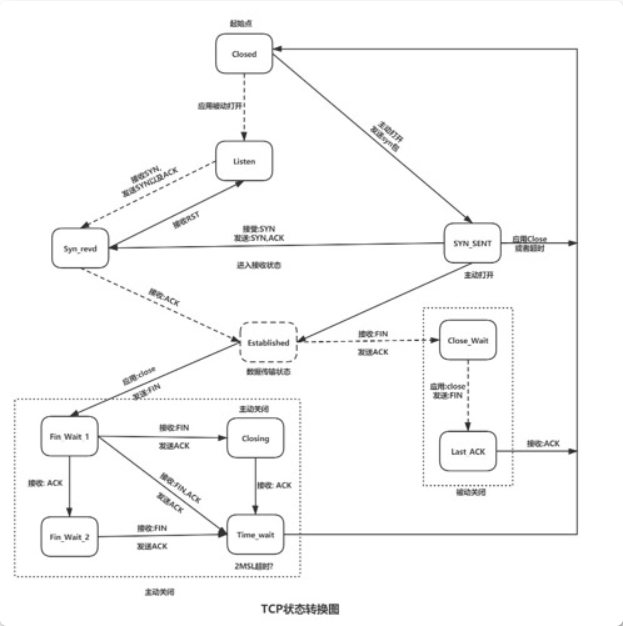 起始点
Closed
应用被动打开
主动打开
发送syn包
Listen
接收SYN,
发送SYN以及ACK
接收RST
Syn_revd
接受:SYN
发送:SYN,ACK
进入接收状态
SYN_SENT
应用Close
或者超时
主动打开
接收:ACK
Established
数据传输状态
接收:FIN
发送ACK
Close_Wait
应用:close
发送:FIN
Last ACK
接收:ACK
被动关闭
应用:close
发送:FIN
主动关闭
Fin_Wait_1
接收:FIN
发送ACK
Closing
接收: ACK
接收:FIN,ACK
发送ACK
接收: ACK
Fin_Wait_2
接收:FIN
发送ACK
Time_wait
2MSL超时?
主动关闭
TCP状态转换图